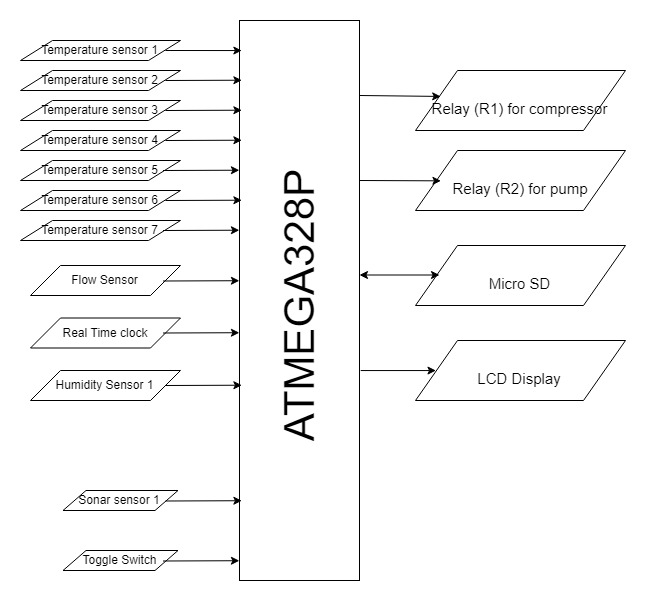 Temperature sensor 1
Temperature sensor 2
Temperature sensor 3
Temperature sensor 4
Temperature sensor 5
Temperature sensor 6
Temperature sensor 7
Flow Sensor
Real Time clock
Humidity Sensor 1
Sonar sensor 1
Toggle Switch
ATMEGA328P
Relay (R1) for compressor
Relay (R2) for pump
Micro SD
LCD Display